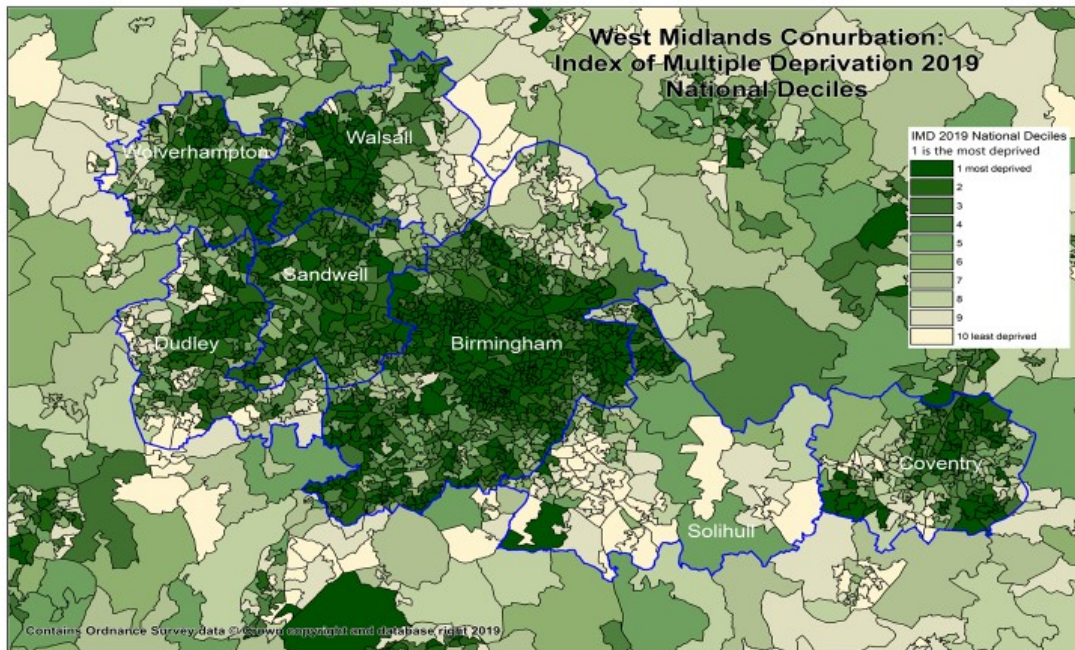 West Midlands Conurbation:
Index of Multiple Deprivation 2019
National Deciles
Walsall
Wolverhampton
IMD 2019 National Deciles
1 is the most deprived
1 most deprived
2
3
4
5
6
7
8
9
10 least deprived
Sandwell
Dudley
Birmingham
Coventry
Solihull
Contains Ordnance Survey data © Crown copyright and database right 2019